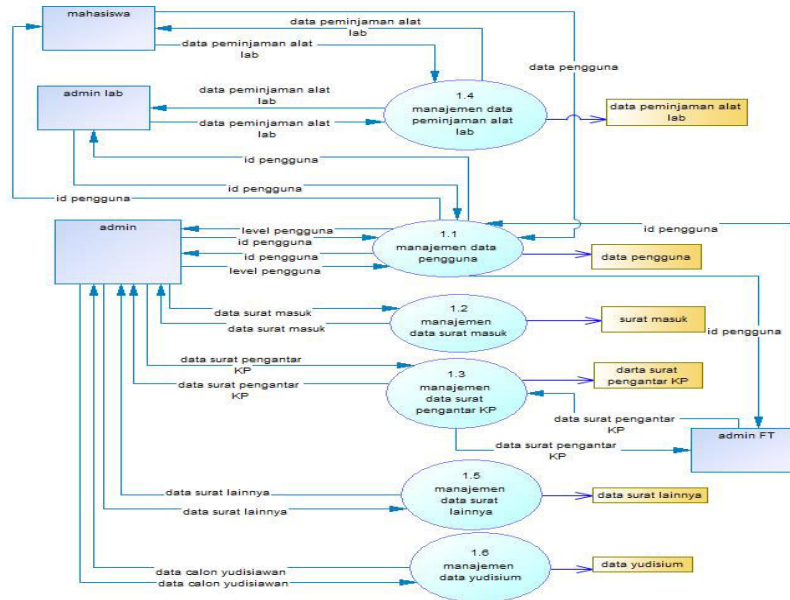 mahasiswa
data peminjaman alat
lab
data peminjaman alat
lab
data pengguna
admin lab
data peminjaman alat
lab
data peminjaman alat
lab
1.4
manajemen data
peminjaman alat
lab
data peminjaman alat
lab
id pengguna
id pengguna
id pengguna
admin
level pengguna
id pengguna
id pengguna
level pengguna
1.1
manajemen data
pengguna
id pengguna
data pengguna
data surat masuk
data surat masuk
1.2
manajemen
data surat masuk
surat masuk
id pengguna
data surat pengantar
KP
data surat pengantar
KP
1.3
manajemen
data surat
pengantar KP
darta surat
pengantar KP
data surat pengantar
KP
data surat pengantar
KP
admin FT
data surat lainnya
data surat lainnya
1.5
manajemen
data surat
lainnya
data surat lainnya
data calon yudisiawan
data calon yudisiawan
1.6
manajemen
data yudisium
data yudisium